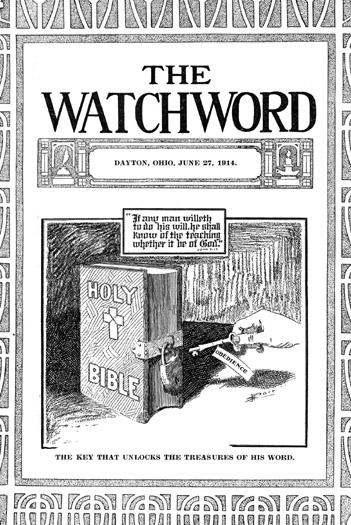 THE
WATCHWORD
DAYTON, OHIO, JUNE 27, 1914.
"If any man willeth
to do his will, he shall
know of the teaching
whether it be of God."
HOLY
BIBLE
OBEDIENCE
THE KEY THAT UNLOCKS THE TREASURES OF HIS WORD.